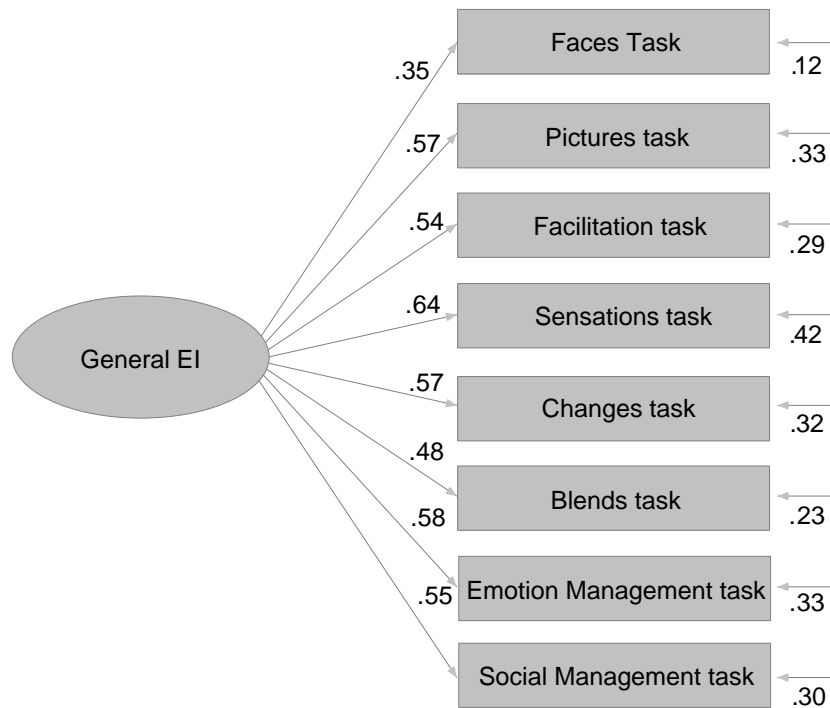 Faces Task
.35
.12
Pictures task
.57
.33
Facilitation task
.54
.29
Sensations task
.64
.42
General EI
Changes task
.57
.32
Blends task
.48
.23
Emotion Management task
.58
.33
Social Management task
.55
.30